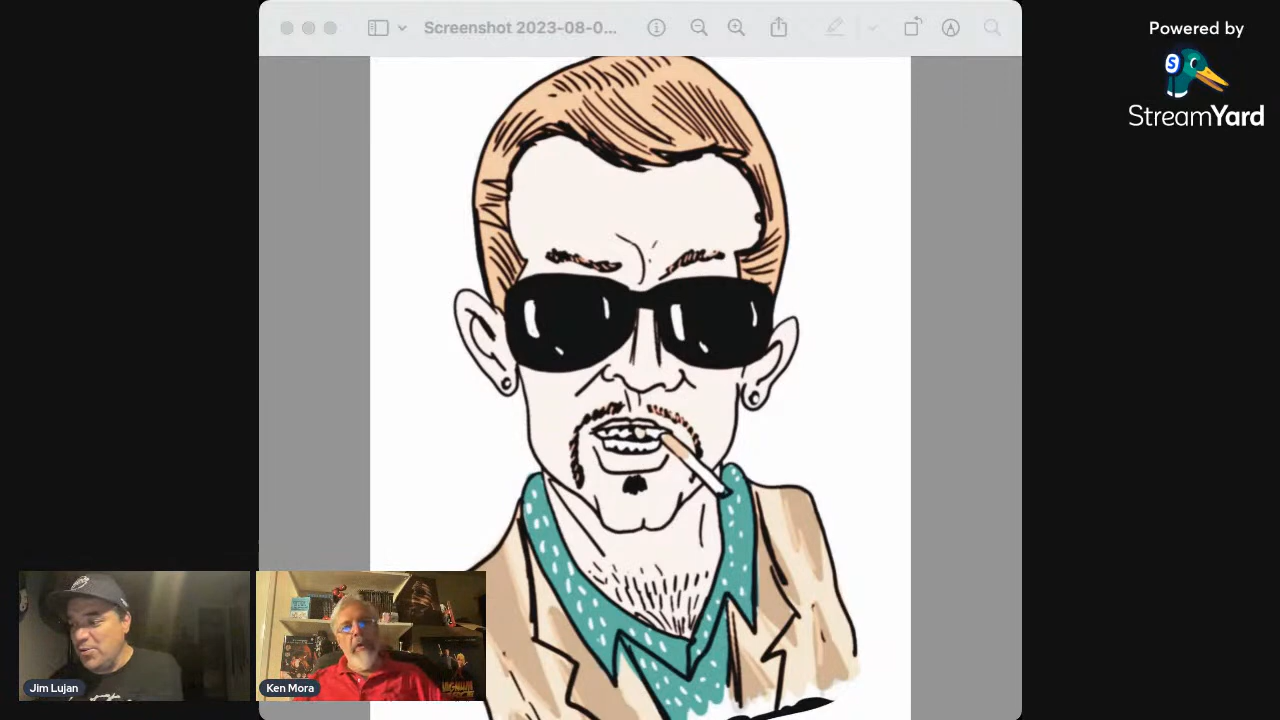 Screenshot 2023-08-0...
Powered by
StreamYard
Jim Lujan
Ken Mora